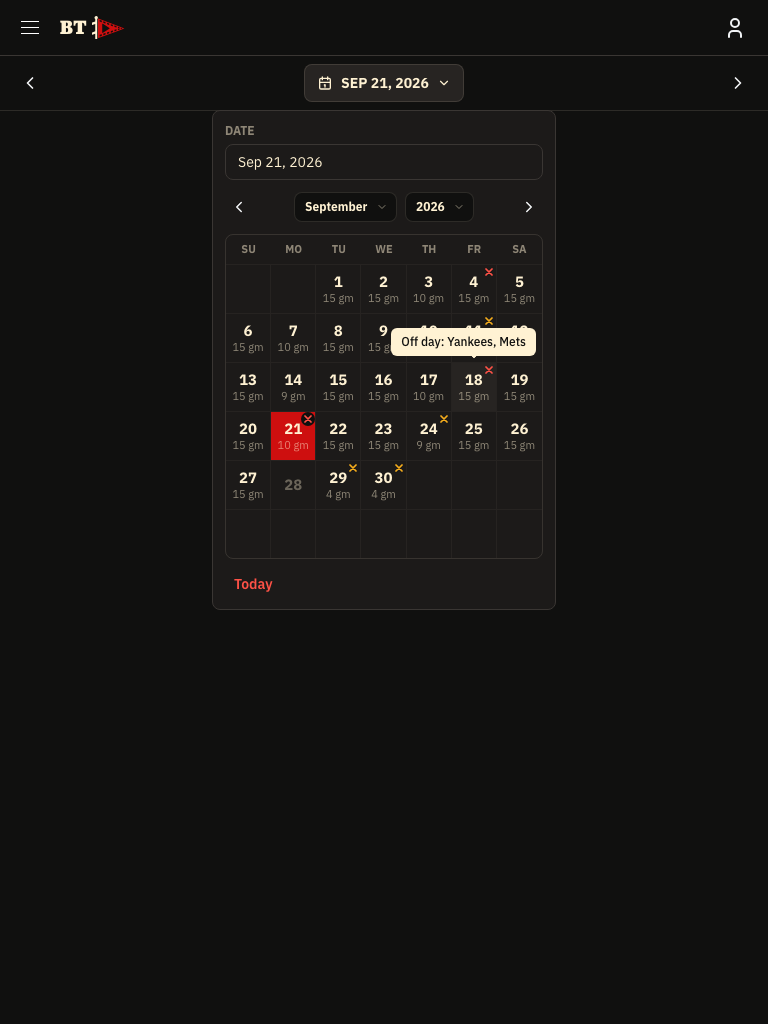 BT
SEP 21, 2026
DATE
Sep 21, 2026
September 2026
SU MO TU WE TH FR SA
1 2 3 4 5
15 gm 15 gm 10 gm 15 gm 15 gm
6 7 8 9
15 gm 10 gm 15 gm
Off day: Yankees, Mets
13 14 15 16 17 18 19
15 gm 9 gm 15 gm 15 gm 10 gm 15 gm 15 gm
20 21 22 23 24 25 26
15 gm 10 gm 15 gm 15 gm 9 gm 15 gm 15 gm
27 28 29 30
15 gm 4 gm 4 gm
Today